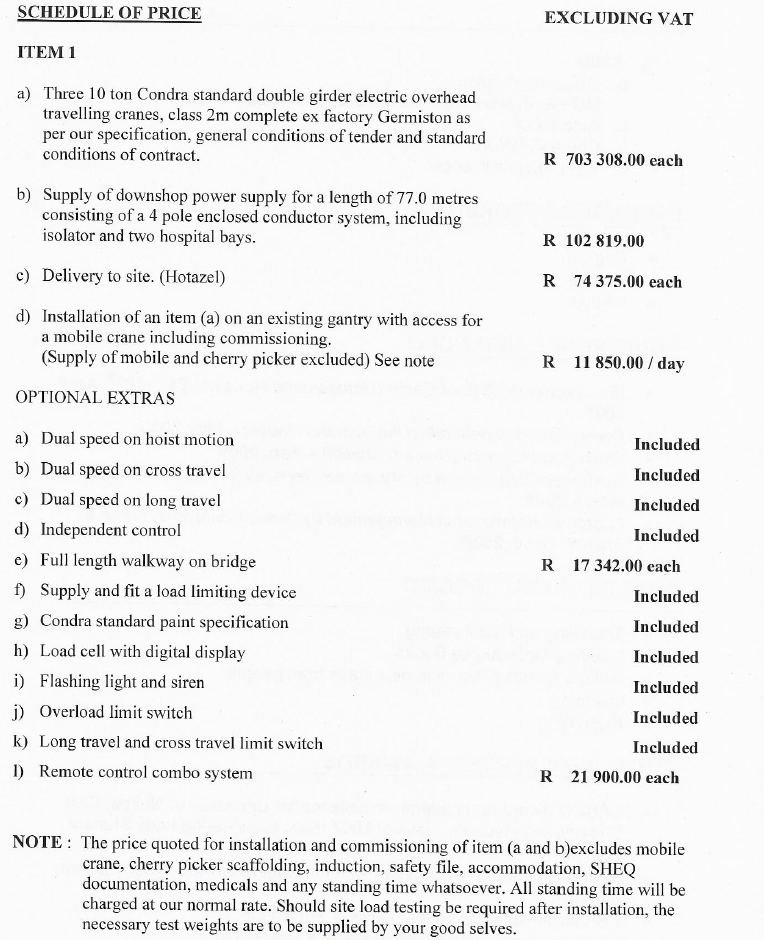 SCHEDULE OF PRICE EXCLUDING VAT
ITEM 1
a) Three 10 ton Condra standard double girder electric overhead
travelling cranes, class 2m complete ex factory Germiston as
per our specification, general conditions of tender and standard
conditions of contract. R 703 308.00 each
b) Supply of downshop power supply for a length of 77.0 metres
consisting of a 4 pole enclosed conductor system, including
isolator and two hospital bays. R 102 819.00
c) Delivery to site. (Hotazel) R 74 375.00 each
d) Installation of an item (a) on an existing gantry with access for
a mobile crane including commissioning.
(Supply of mobile and cherry picker excluded) See note R 11 850.00 / day
OPTIONAL EXTRAS
a) Dual speed on hoist motion Included
b) Dual speed on cross travel Included
c) Dual speed on long travel Included
d) Independent control Included
e) Full length walkway on bridge R 17 342.00 each
f) Supply and fit a load limiting device Included
g) Condra standard paint specification Included
h) Load cell with digital display Included
i) Flashing light and siren Included
j) Overload limit switch Included
k) Long travel and cross travel limit switch Included
l) Remote control combo system R 21 900.00 each
NOTE : The price quoted for installation and commissioning of item (a and b)excludes mobile
crane, cherry picker scaffolding, induction, safety file, accommodation, SHEQ
documentation, medicals and any standing time whatsoever. All standing time will be
charged at our normal rate. Should site load testing be required after installation, the
necessary test weights are to be supplied by your good selves.